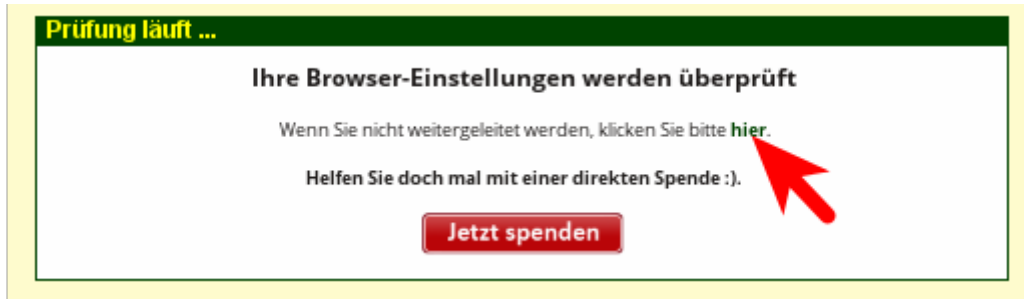 Prüfung läuft ...
Ihre Browser-Einstellungen werden überprüft
Wenn Sie nicht weitergeleitet werden, klicken Sie bitte hier.
Helfen Sie doch mal mit einer direkten Spende :).
Jetzt spenden